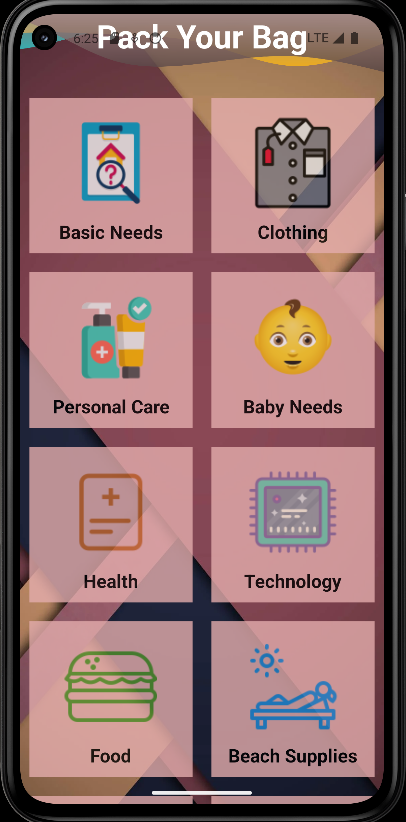 Pack Your Bag
6:25 LTE
Basic Needs
Clothing
Personal Care
Baby Needs
Health
Technology
Food
Beach Supplies